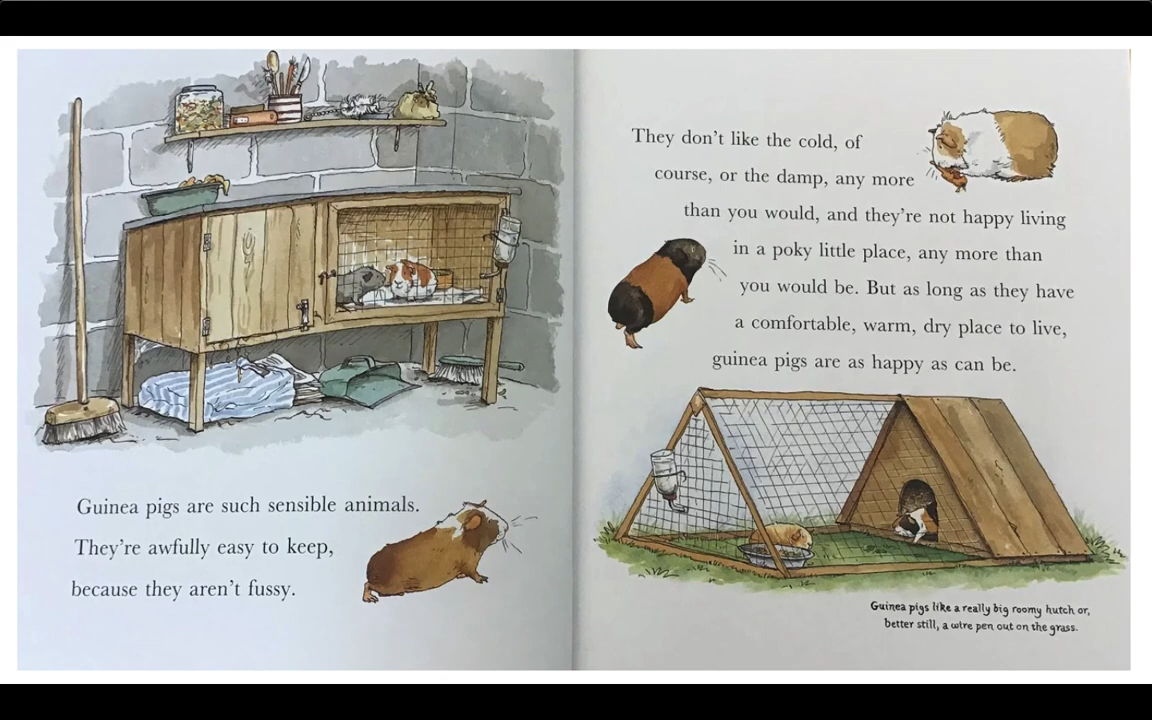 Guinea pigs are such sensible animals.
They're awfully easy to keep,
because they aren't fussy.
They don't like the cold, of
course, or the damp, any more
than you would, and they're not happy living
in a poky little place, any more than
you would be. But as long as they have
a comfortable, warm, dry place to live,
guinea pigs are as happy as can be.
Guinea pigs like a really big roomy hutch or,
better still, a wire pen out on the grass.